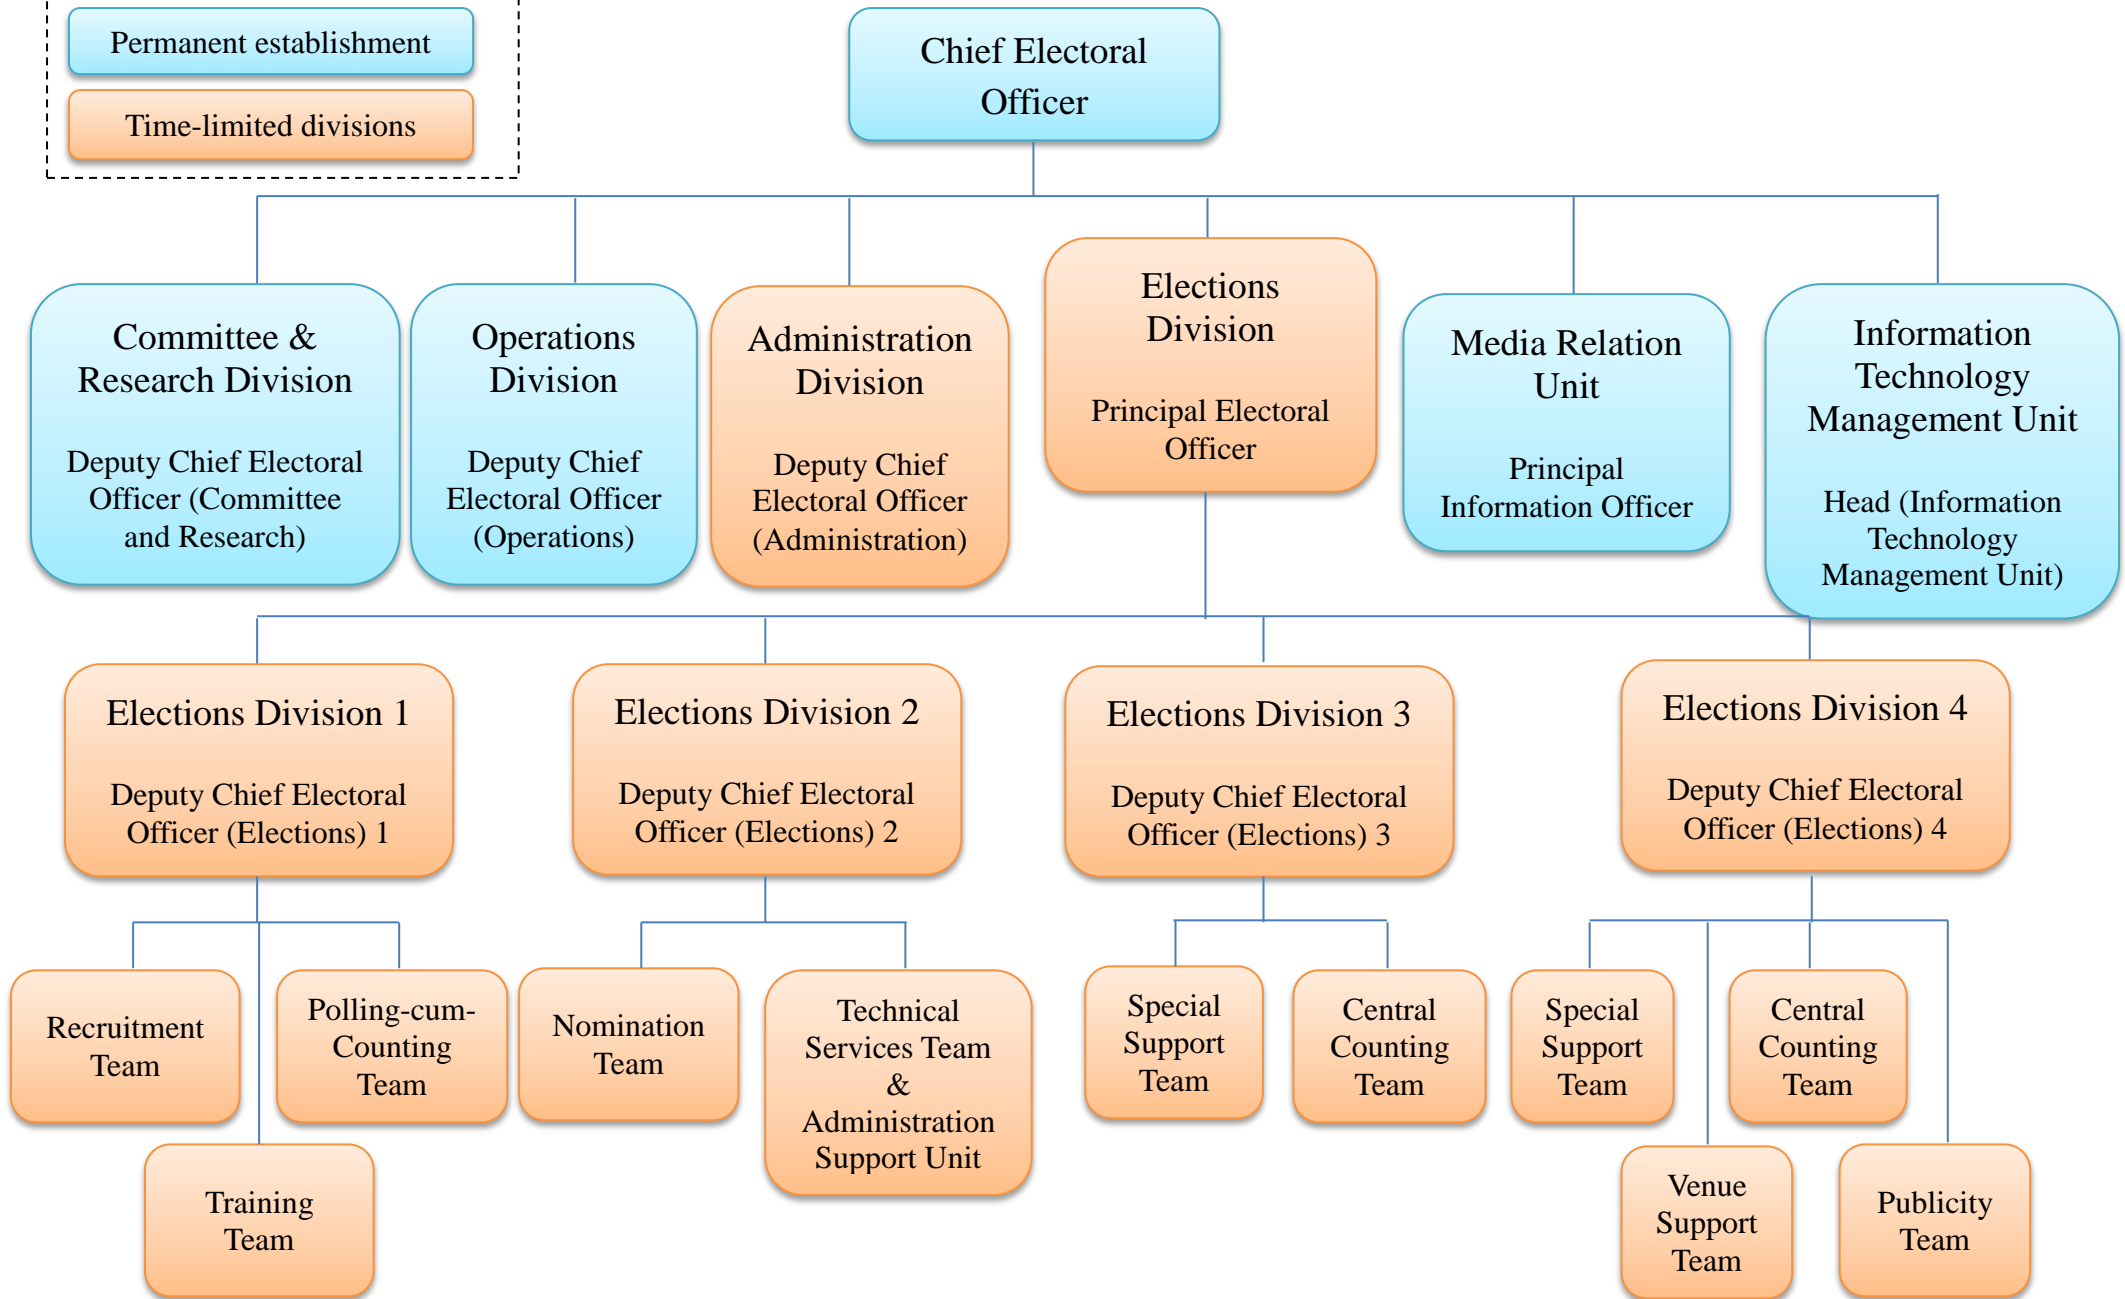 Permanent establishment
Time-limited divisions
Chief Electoral
Officer
Committee &
Research Division
Deputy Chief Electoral
Officer (Committee
and Research)
Operations
Division
Deputy Chief
Electoral Officer
(Operations)
Administration
Division
Deputy Chief
Electoral Officer
(Administration)
Elections
Division
Principal Electoral
Officer
Media Relation
Unit
Principal
Information Officer
Information
Technology
Management Unit
Head (Information
Technology
Management Unit)
Elections Division 1
Deputy Chief Electoral
Officer (Elections) 1
Elections Division 2
Deputy Chief Electoral
Officer (Elections) 2
Elections Division 3
Deputy Chief Electoral
Officer (Elections) 3
Elections Division 4
Deputy Chief Electoral
Officer (Elections) 4
Recruitment
Team
Training
Team
Polling-cum-
Counting
Team
Nomination
Team
Technical
Services Team
&
Administration
Support Unit
Special
Support
Team
Central
Counting
Team
Special
Support
Team
Venue
Support
Team
Central
Counting
Team
Publicity
Team